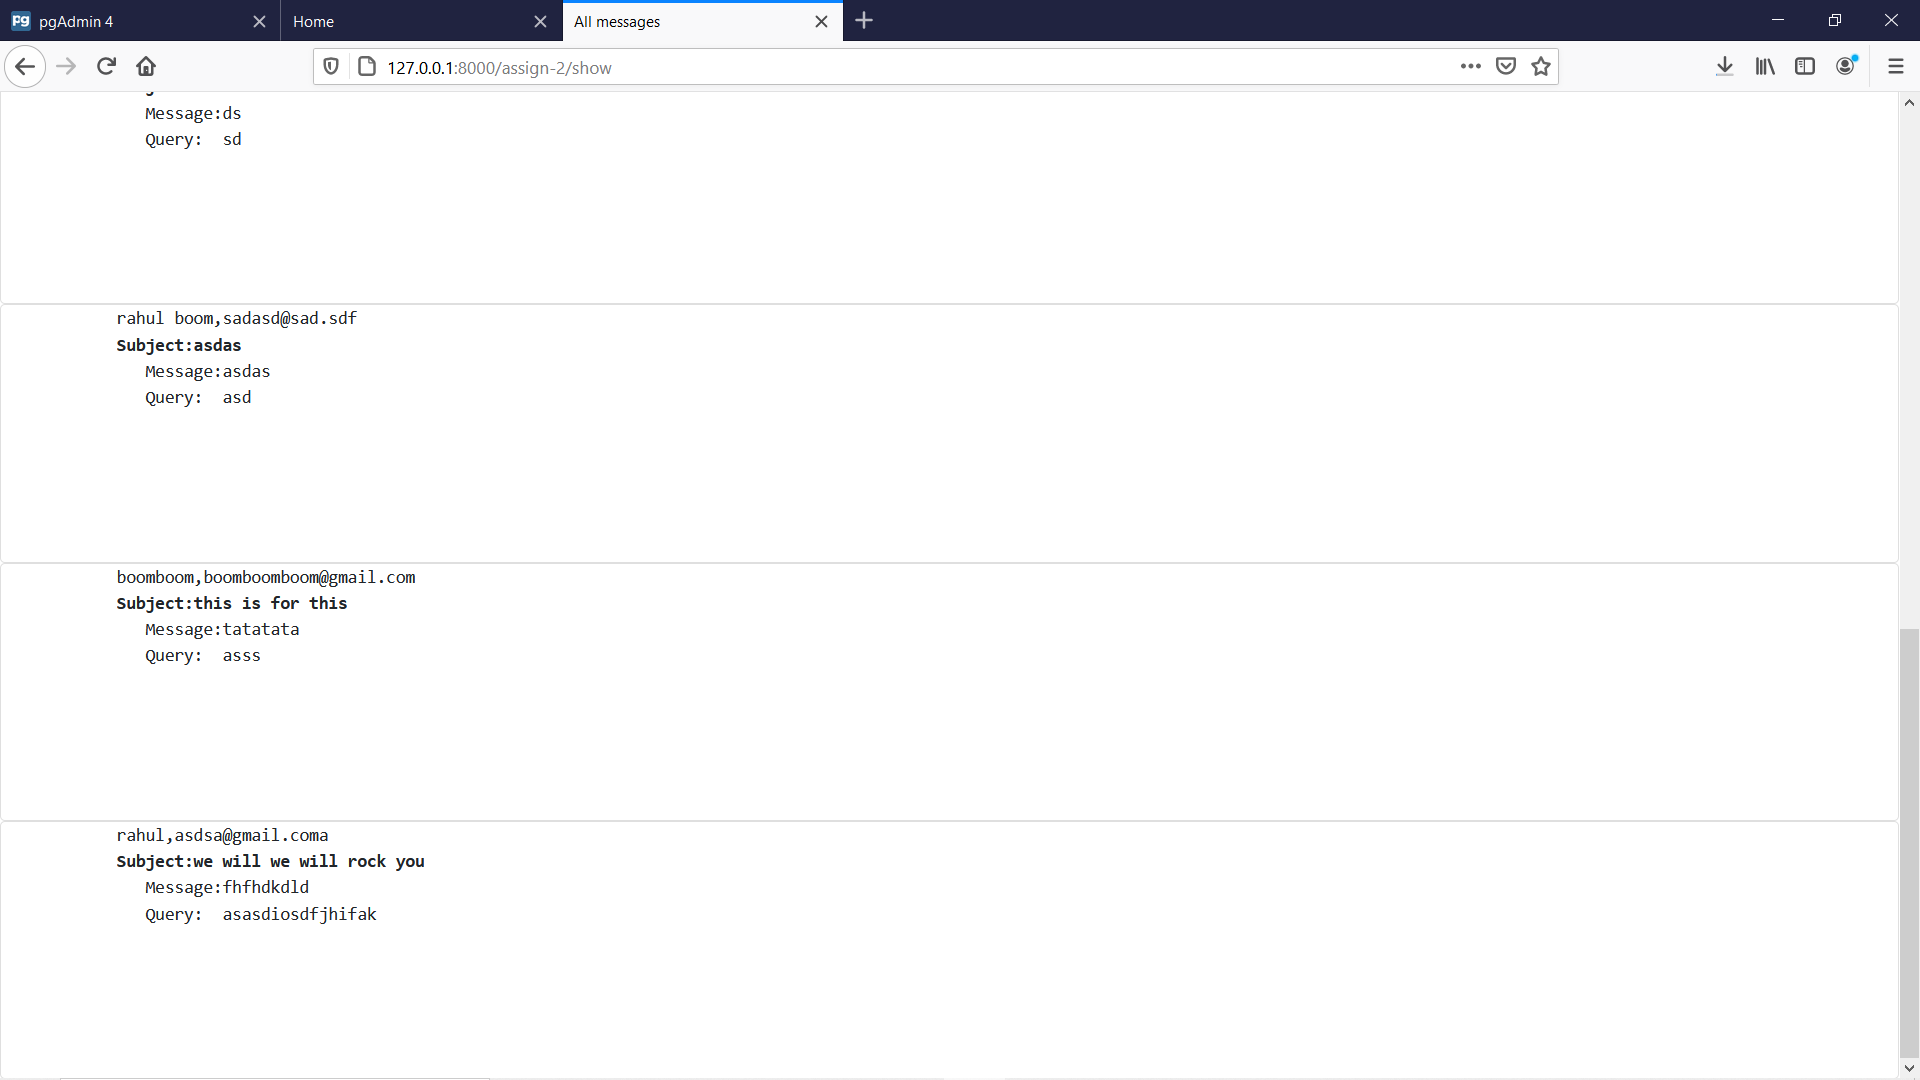 pgAdmin 4
Home
All messages
127.0.0.1:8000/assign-2/show
Message:ds
Query:  sd
rahul boom,sadasd@sad.sdf
Subject:asdas
Message:asdas
Query:  asd
boomboom,boomboomboom@gmail.com
Subject:this is for this
Message:tatatata
Query:  asss
rahul,asdsa@gmail.coma
Subject:we will we will rock you
Message:fhfhdkdld
Query:  asasdiosdfjhifak